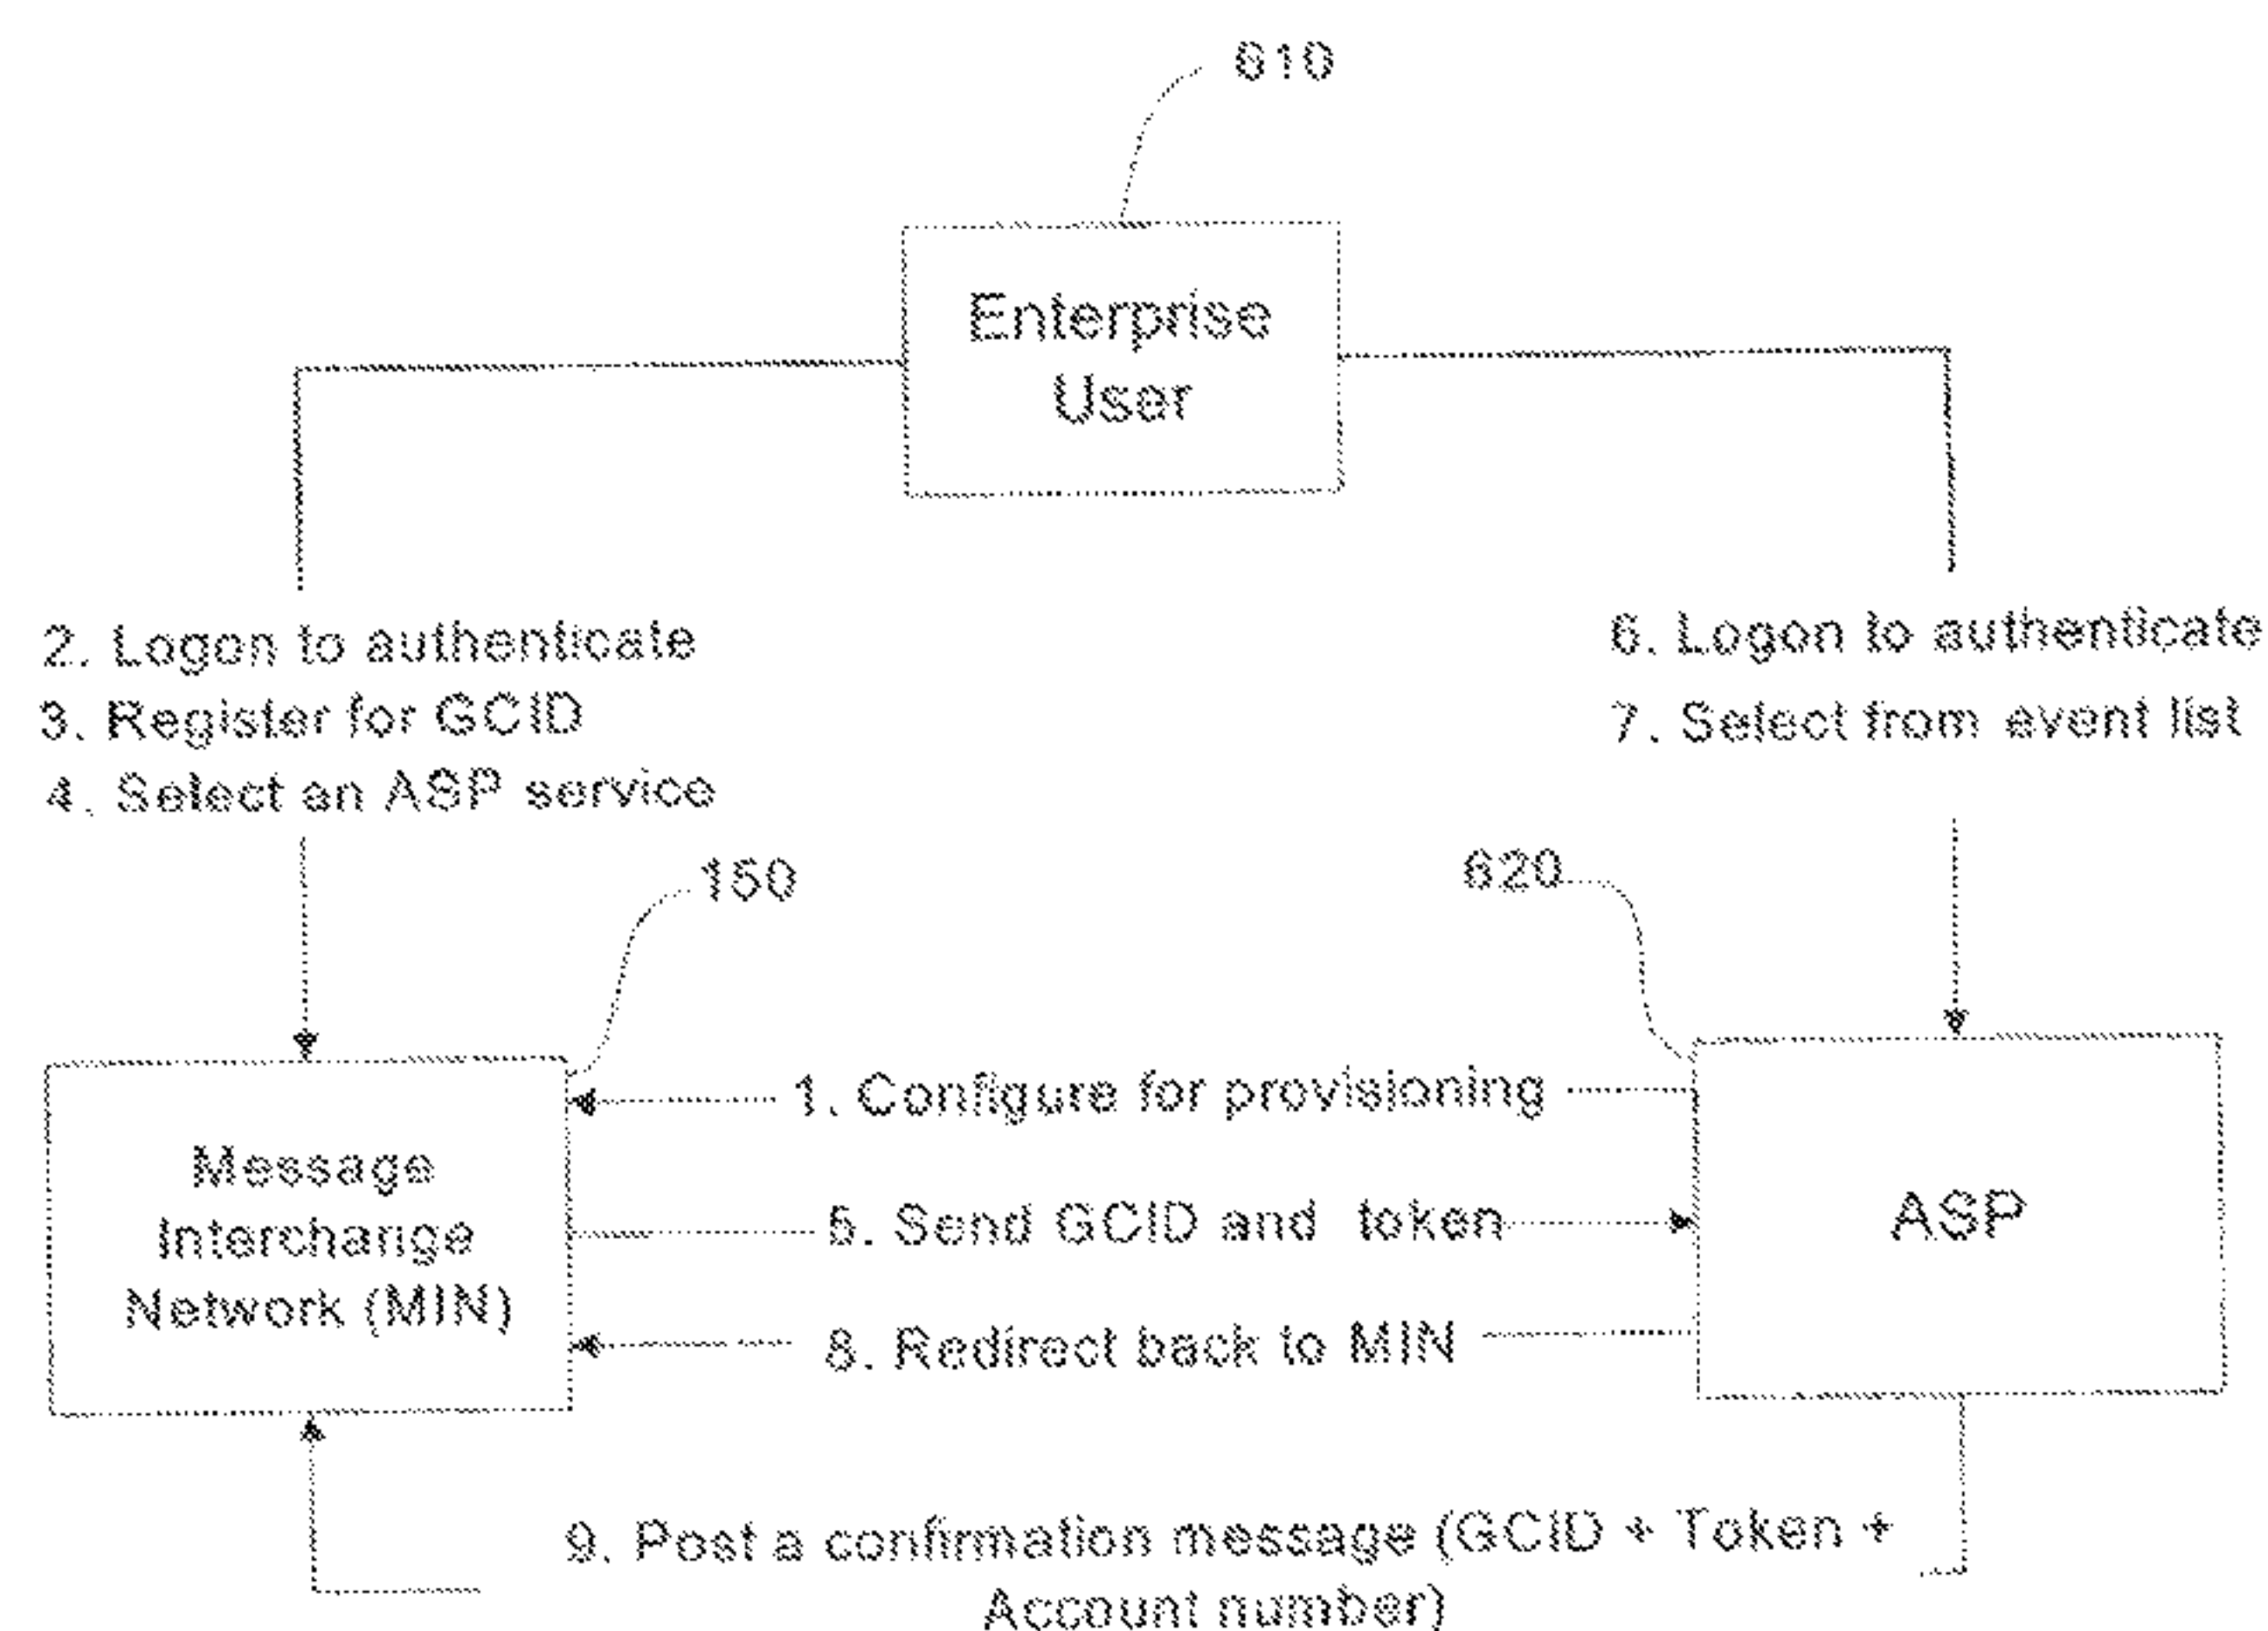 610
Enterprise
User
2. Logon to authenticate
3. Register for GCID
4. Select an ASP service
6. Logon to authenticate
7. Select from event list
150
620
1. Configure for provisioning
Message
Interchange
Network (MIN)
5. Send GCID and token
ASP
8. Redirect back to MIN
9. Post a confirmation message (GCID + Token +
Account number)